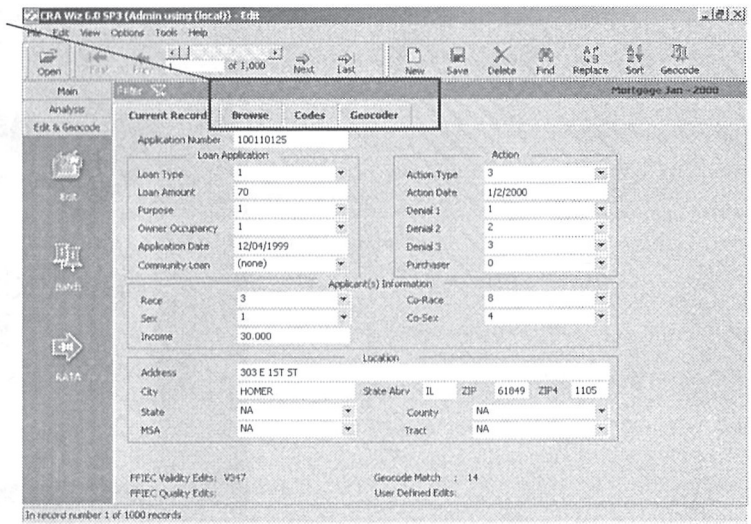 CRA Wiz 6.0 SP3 (Admin using (local)) - Edit
File Edit View Options Tools Help
Open First Prev 1 of 1,000 Next Last New Save Delete Find Replace Sort Geocode
Main
Analysis
Edit & Geocode
Edit
Batch
RATA
Filter Mortgage Jan - 2000
Current Record Browse Codes Geocoder
Application Number 100110125
Loan Application
Loan Type 1
Loan Amount 70
Purpose 1
Owner Occupancy 1
Application Date 12/04/1999
Community Loan (none)
Action
Action Type 3
Action Date 1/2/2000
Denial 1 1
Denial 2 2
Denial 3 3
Purchaser 0
Applicant(s) Information
Race 3 Co-Race 8
Sex 1 Co-Sex 4
Income 30.000
Location
Address 303 E 1ST ST
City HOMER State Abrv IL ZIP 61849 ZIP4 1105
State NA County NA
MSA NA Tract NA
FFIEC Validity Edits: V347 Geocode Match : 14
FFIEC Quality Edits: User Defined Edits:
In record number 1 of 1000 records